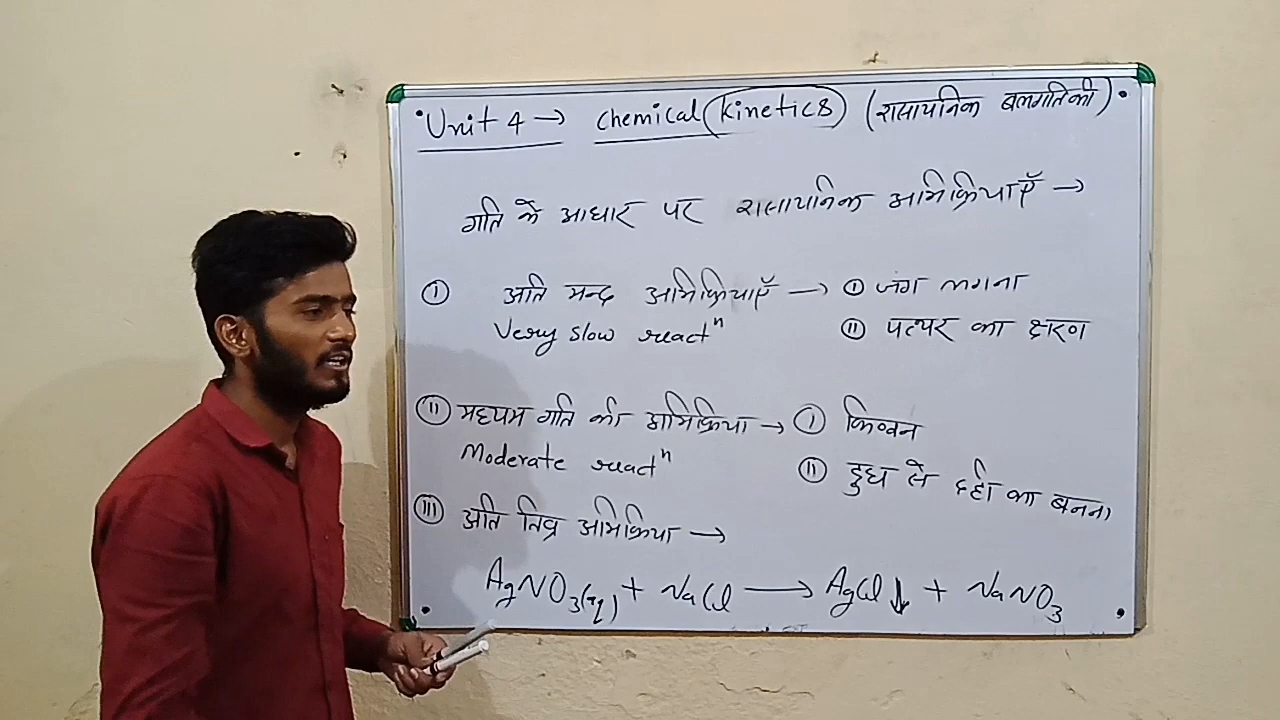 Unit 4 → Chemical Kinetics (रासायनिक बलगतिकी)
गति के आधार पर रासायनिक अभिक्रियाएँ →
① अति मन्द अभिक्रियाएँ → ① जंग लगना
Very slow reactⁿ ⑪ पत्थर का क्षरण
⑪ मध्यम गति की अभिक्रिया → ① किण्वन
Moderate reactⁿ ⑪ दुध से दही का बनना
⑪⑪ अति तिव्र अभिक्रिया →
AgNO₃(aq) + NaCl → AgCl↓ + NaNO₃